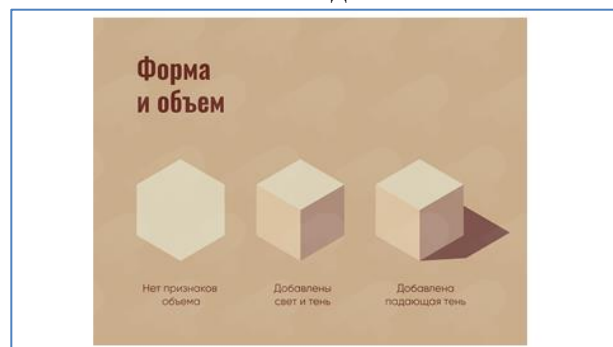 Форма
и объем
Нет признаков
объема
Добавлены
свет и тень
Добавлена
падающая тень